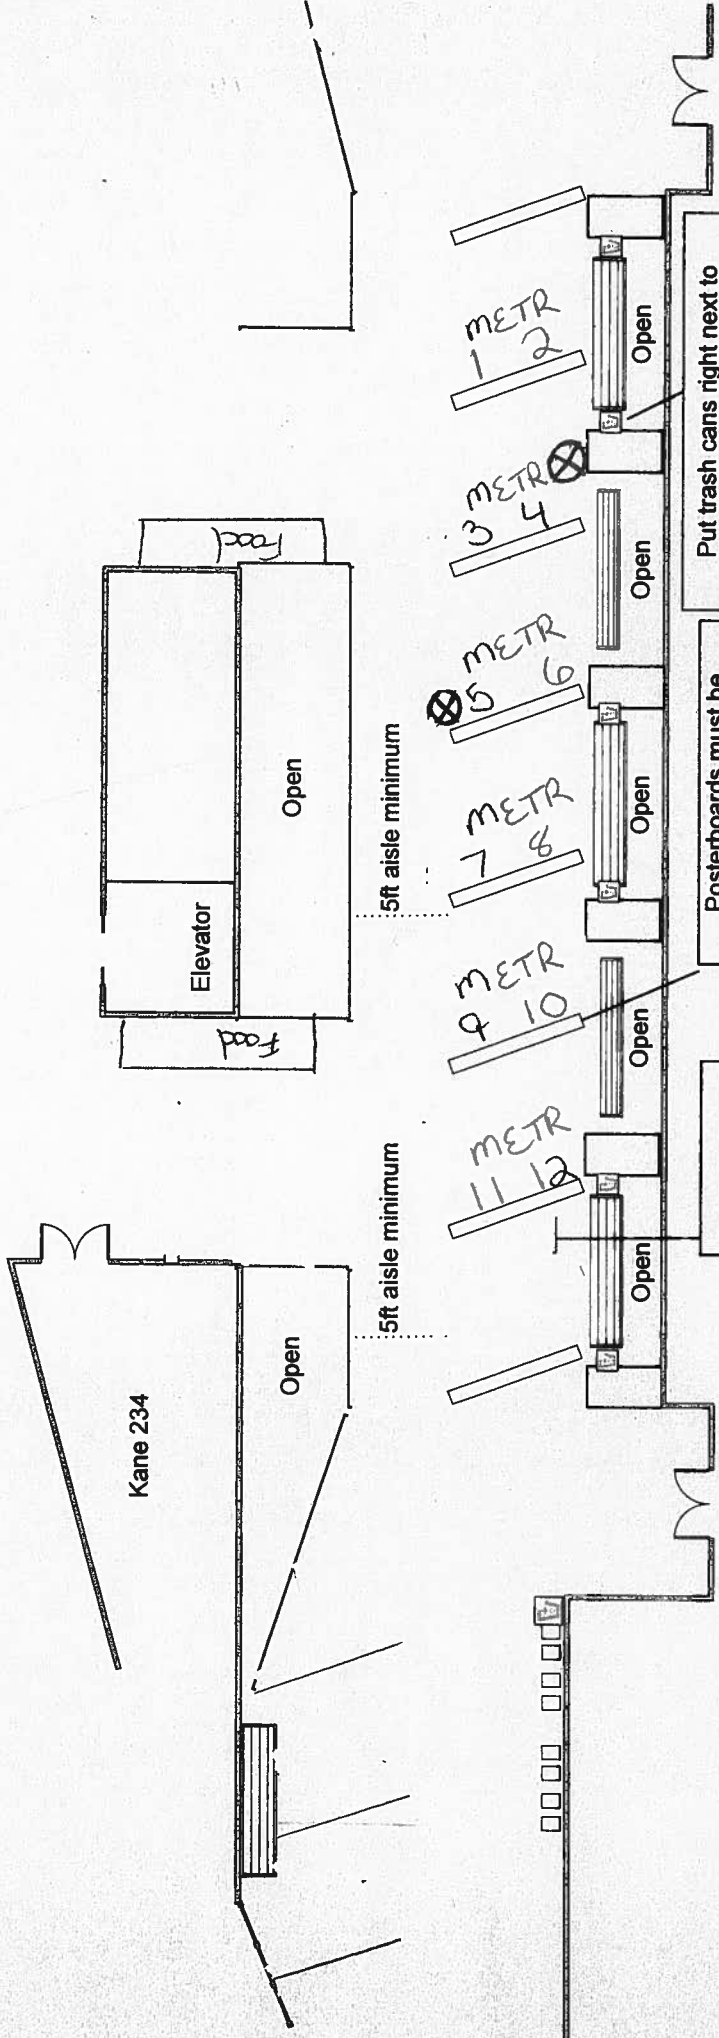 Kane 234
Open
5ft aisle minimum
Food
Elevator
Open
5ft aisle minimum
Food
METR
11 12
METR
9 10
METR
7 8
METR
5 6
METR
3 4
METR
1 2
Open
Open
Open
Open
Open
Posterboards must be
Put trash cans right next to